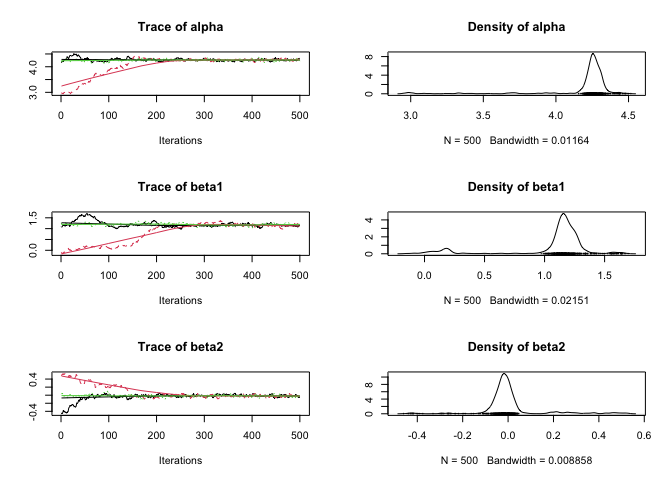 Trace of alpha
3.0 4.0
0 100 200 300 400 500
Iterations
Density of alpha
0 4 8
3.0 3.5 4.0 4.5
N = 500 Bandwidth = 0.01164
Trace of beta1
0.0 1.5
0 100 200 300 400 500
Iterations
Density of beta1
0 2 4
0.0 0.5 1.0 1.5
N = 500 Bandwidth = 0.02151
Trace of beta2
-0.4 0.4
0 100 200 300 400 500
Iterations
Density of beta2
0 4 8
-0.4 -0.2 0.0 0.2 0.4 0.6
N = 500 Bandwidth = 0.008858